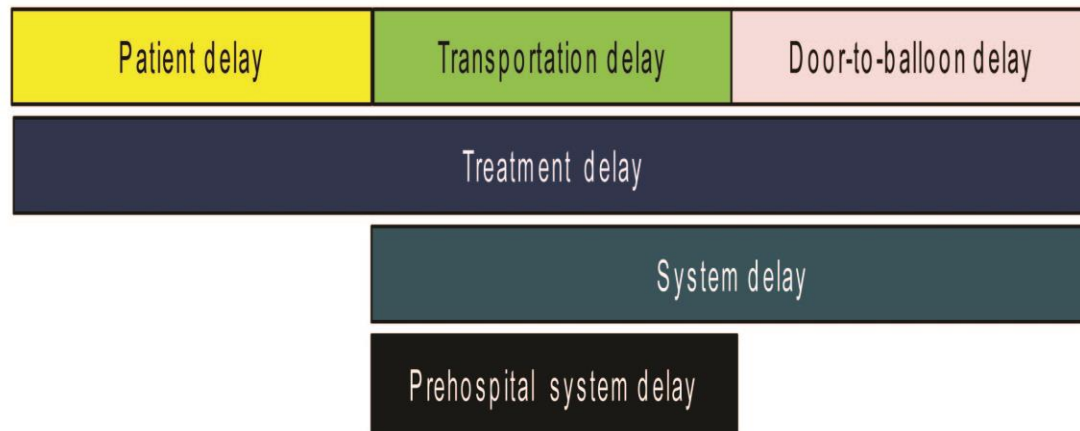 Patient delay
Transportation delay
Door-to-balloon delay
Treatment delay
System delay
Prehospital system delay